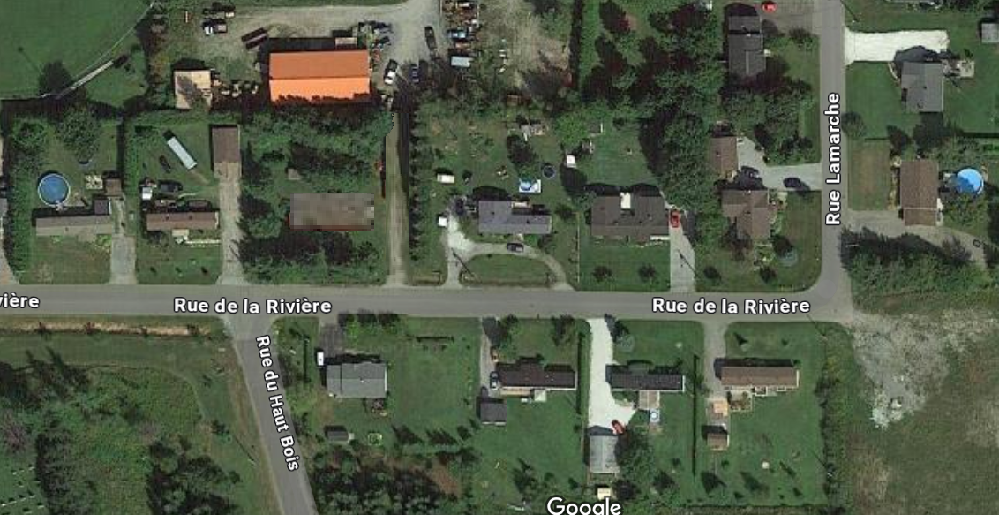 Rue Lamarche
vière
Rue de la Rivière
Rue de la Rivière
Rue du Haut Bois
Google